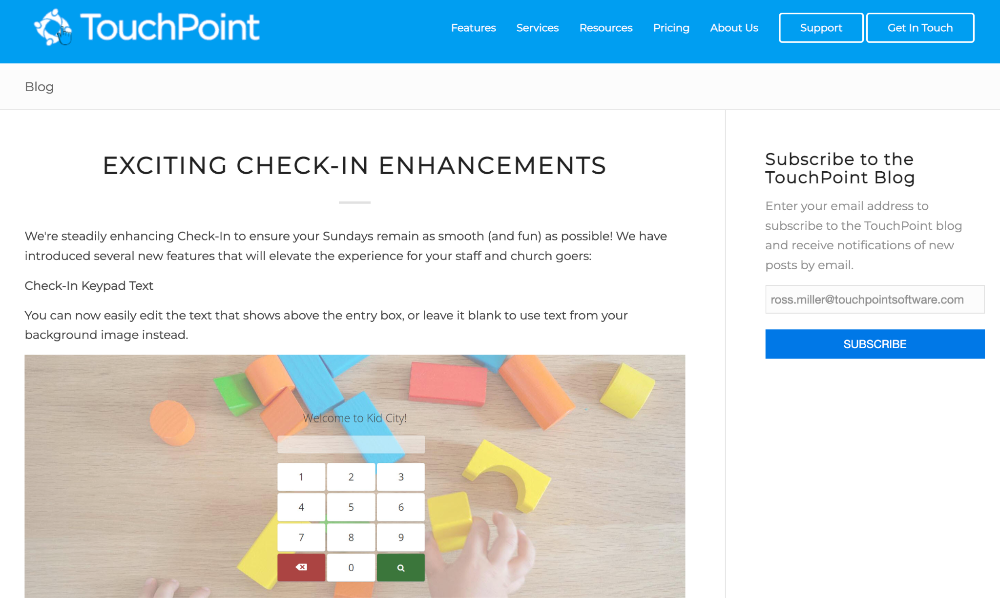 TouchPoint
Features
Services
Resources
Pricing
About Us
Support
Get In Touch
Blog
EXCITING CHECK-IN ENHANCEMENTS
We're steadily enhancing Check-In to ensure your Sundays remain as smooth (and fun) as possible! We have
introduced several new features that will elevate the experience for your staff and church goers:
Check-In Keypad Text
You can now easily edit the text that shows above the entry box, or leave it blank to use text from your
background image instead.
Welcome to Kid City!
1 2 3
4 5 6
7 8 9
0
Subscribe to the
TouchPoint Blog
Enter your email address to
subscribe to the TouchPoint blog
and receive notifications of new
posts by email.
ross.miller@touchpointsoftware.com
SUBSCRIBE